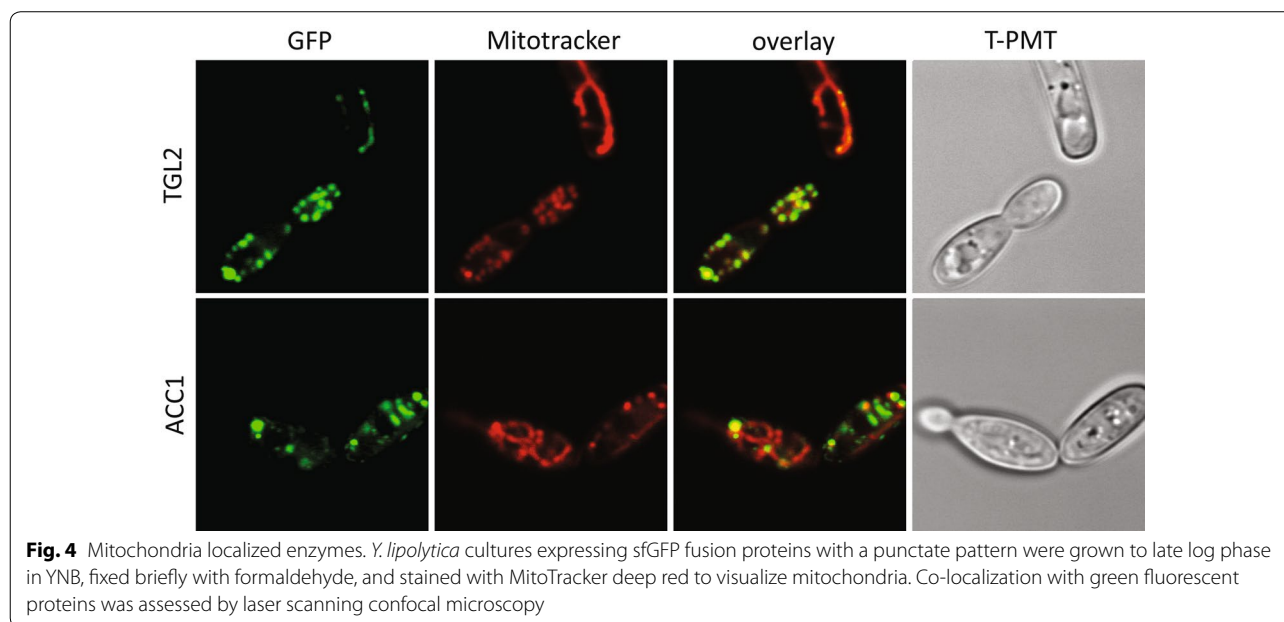 GFP Mitotracker overlay T-PMT
TGL2
ACC1
Fig. 4 Mitochondria localized enzymes. Y. lipolytica cultures expressing sfGFP fusion proteins with a punctate pattern were grown to late log phase
in YNB, fixed briefly with formaldehyde, and stained with MitoTracker deep red to visualize mitochondria. Co-localization with green fluorescent
proteins was assessed by laser scanning confocal microscopy